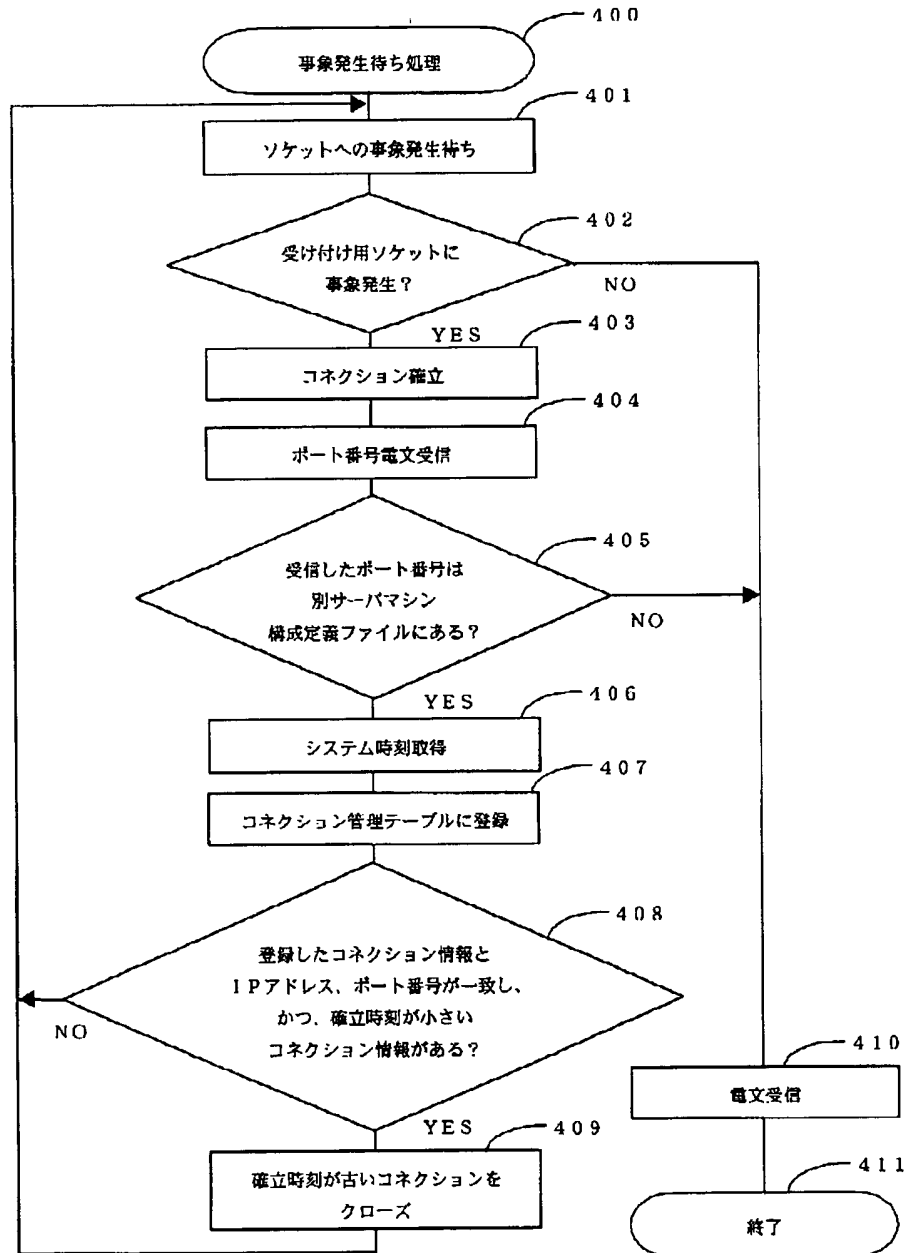 400
事象発生待ち処理
401
ソケットへの事象発生待ち
402
受け付け用ソケットに
事象発生?
NO
YES
403
コネクション確立
404
ポート番号電文受信
405
受信したポート番号は
別サーバマシン
構成定義ファイルにある?
NO
YES
406
システム時刻取得
407
コネクション管理テーブルに登録
408
登録したコネクション情報と
IPアドレス、ポート番号が一致し、
かつ、確立時刻が小さい
コネクション情報がある?
NO
YES
409
確立時刻が古いコネクションを
クローズ
410
電文受信
411
終了